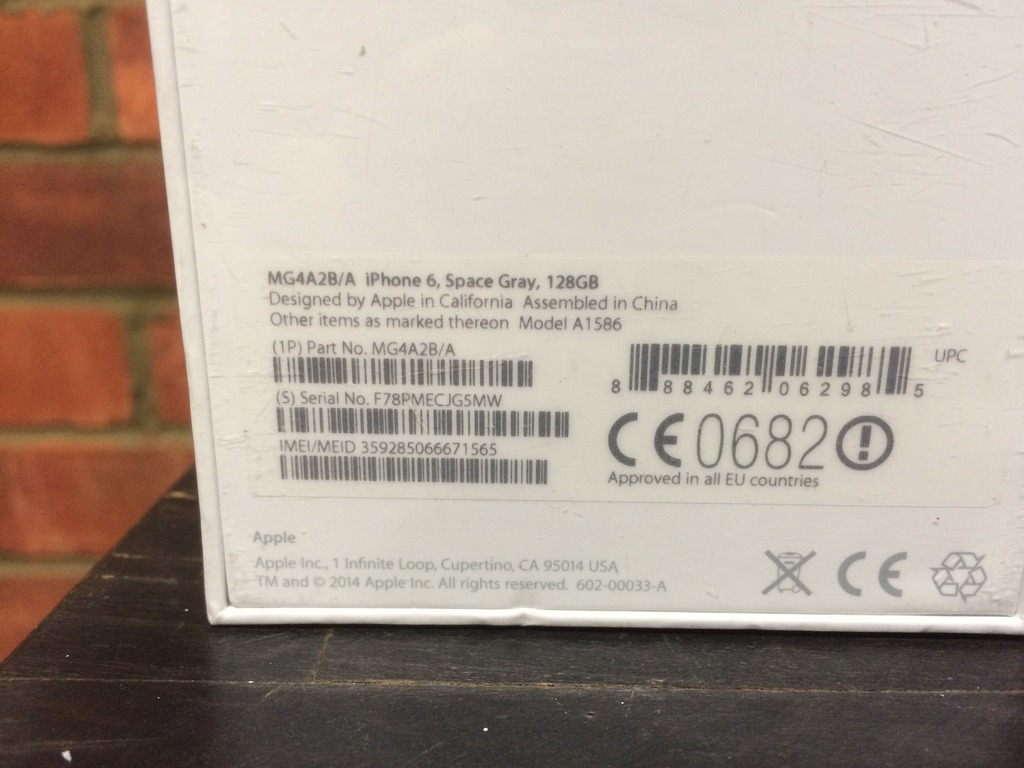 MG4A2B/A iPhone 6, Space Gray, 128GB
Designed by Apple in California Assembled in China
Other items as marked thereon Model A1586
(1P) Part No. MG4A2B/A
(S) Serial No. F78PMECJG5MW
IMEI/MEID 359285066671565
UPC
8 88462 06298 5
CE0682
Approved in all EU countries
Apple
Apple Inc., 1 Infinite Loop, Cupertino, CA 95014 USA
TM and © 2014 Apple Inc. All rights reserved. 602-00033-A
CE